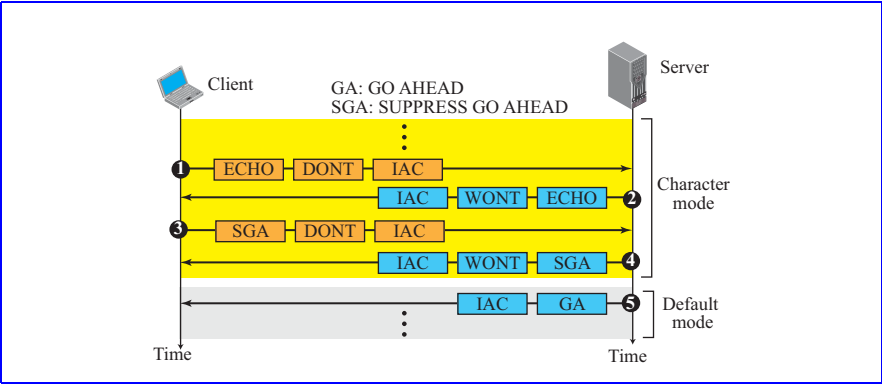 Client
Server
GA: GO AHEAD
SGA: SUPPRESS GO AHEAD
1 ECHO DONT IAC
IAC WONT ECHO 2
Character
mode
3 SGA DONT IAC
IAC WONT SGA 4
IAC GA 5
Default
mode
Time
Time